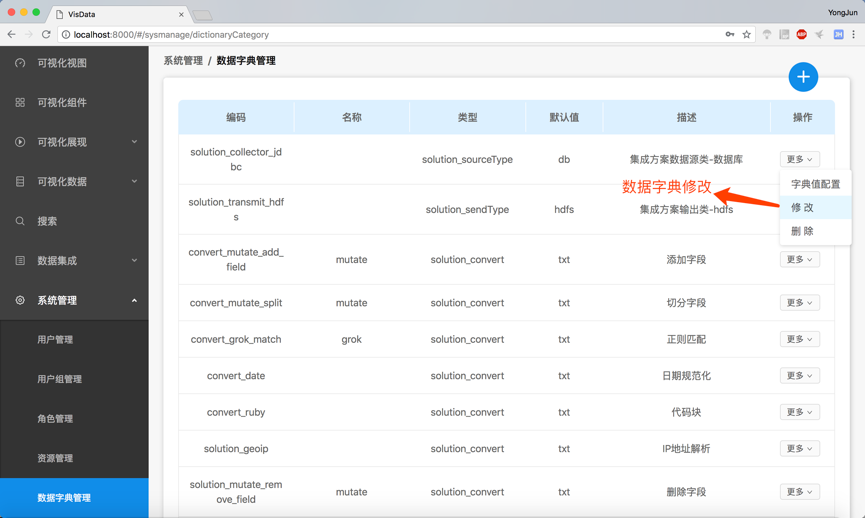 VisData
YongJun
localhost:8000/#/sysmanage/dictionaryCategory
ABP
JH
可视化视图
可视化组件
可视化展现
可视化数据
搜索
数据集成
系统管理
用户管理
用户组管理
角色管理
资源管理
数据字典管理
系统管理 / 数据字典管理
编码 名称 类型 默认值 描述 操作
solution_collector_jd
bc
solution_sourceType db 集成方案数据源类-数据库 更多
字典值配置
修 改
删 除
数据字典修改
solution_transmit_hdf
s
solution_sendType hdfs 集成方案输出类-hdfs
convert_mutate_add_
field
mutate solution_convert txt 添加字段 更多
convert_mutate_split mutate solution_convert txt 切分字段 更多
convert_grok_match grok solution_convert txt 正则匹配 更多
convert_date solution_convert txt 日期规范化 更多
convert_ruby solution_convert txt 代码块 更多
solution_geoip solution_convert txt IP地址解析 更多
solution_mutate_rem
ove_field
mutate solution_convert txt 删除字段 更多